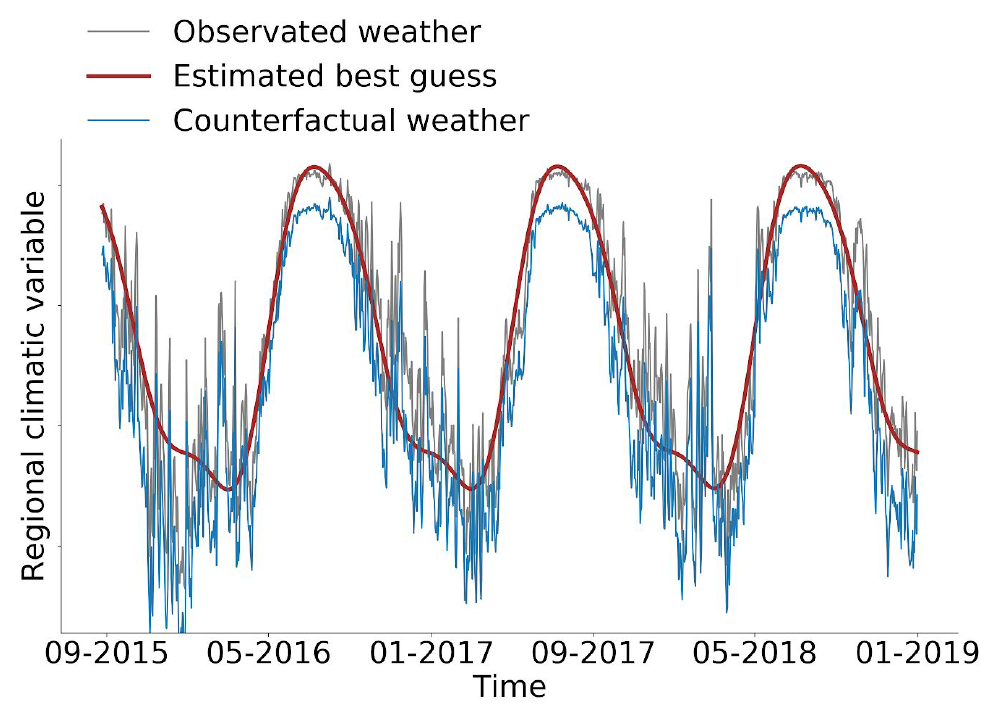 Observated weather
Estimated best guess
Counterfactual weather
Regional climatic variable
09-2015 05-2016 01-2017 09-2017 05-2018 01-2019
Time